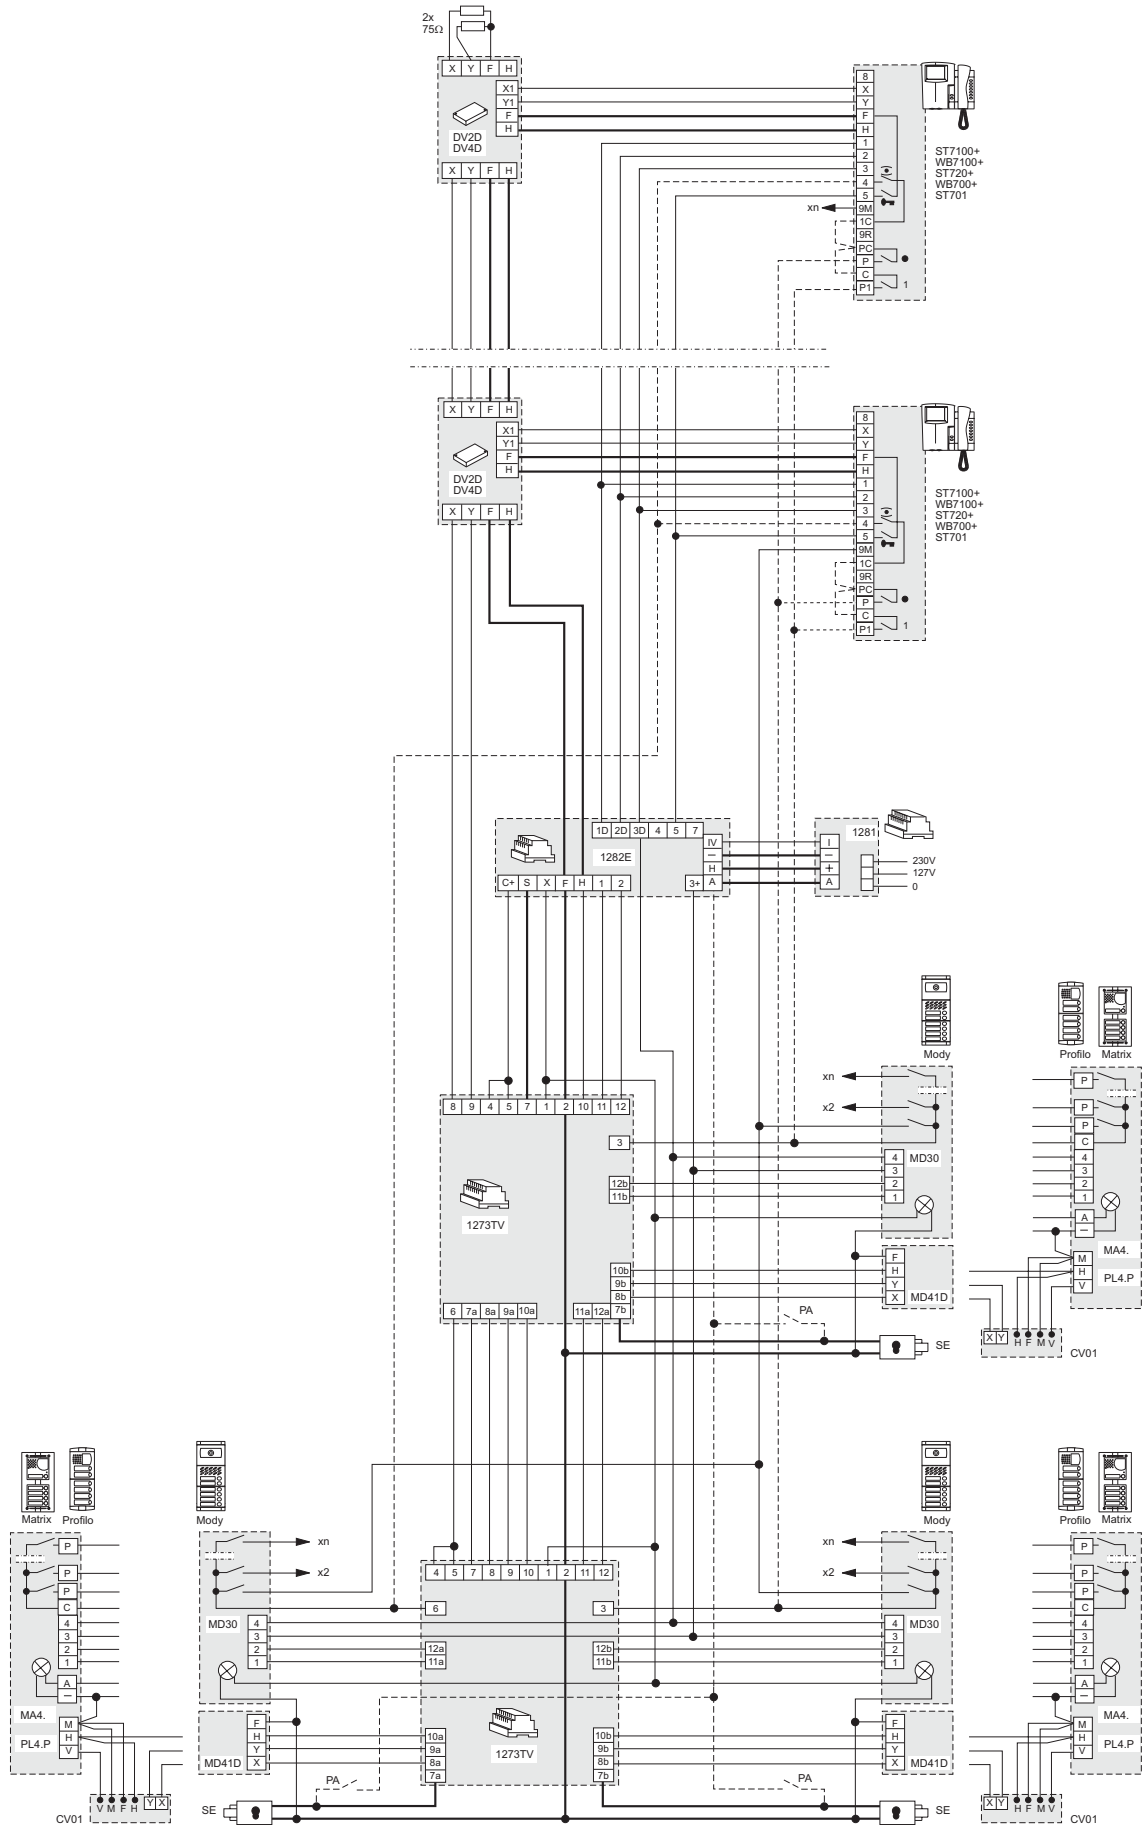 2x
75Ω
X Y F H
X1
Y1
F
H
DV2D
DV4D
X Y F H
8
X
Y
F
H
1
2
3
4
5
9M
1C
9R
PC
P
C
P1
1
xn
ST7100+
WB7100+
ST720+
WB700+
ST701
X Y F H
X1
Y1
F
H
DV2D
DV4D
X Y F H
8
X
Y
F
H
1
2
3
4
5
9M
1C
9R
PC
P
C
P1
1
ST7100+
WB7100+
ST720+
WB700+
ST701
1D 2D 3D 4 5 7
IV
–
H
A
1282E
C+ S X F H 1 2
3+
I
–
+
A
1281
230V
127V
0
Mody
Profilo Matrix
xn
x2
8 9 4 5 7 1 2 10 11 12
3
12b
11b
1273TV
10b
9b
8b
7b
6 7a 8a 9a 10a 11a 12a
4
3
2
1
MD30
F
H
Y
X
MD41D
PA
SE
P
P
P
C
4
3
2
1
A
–
M
H
V
MA4.
PL4.P
X Y H F M V
CV01
Matrix Profilo
Mody
Mody
Profilo Matrix
P
P
P
C
4
3
2
1
A
–
M
H
V
MA4.
PL4.P
V M F H Y X
CV01
xn
x2
MD30
4
3
2
1
F
H
Y
X
MD41D
PA
SE
4 5 7 8 9 10 1 2 11 12
6
3
12a
11a
12b
11b
1273TV
10a
9a
8a
7a
10b
9b
8b
7b
xn
x2
4
3
2
1
MD30
F
H
Y
X
MD41D
PA
SE
P
P
P
C
4
3
2
1
A
–
M
H
V
MA4.
PL4.P
X Y H F M V
CV01